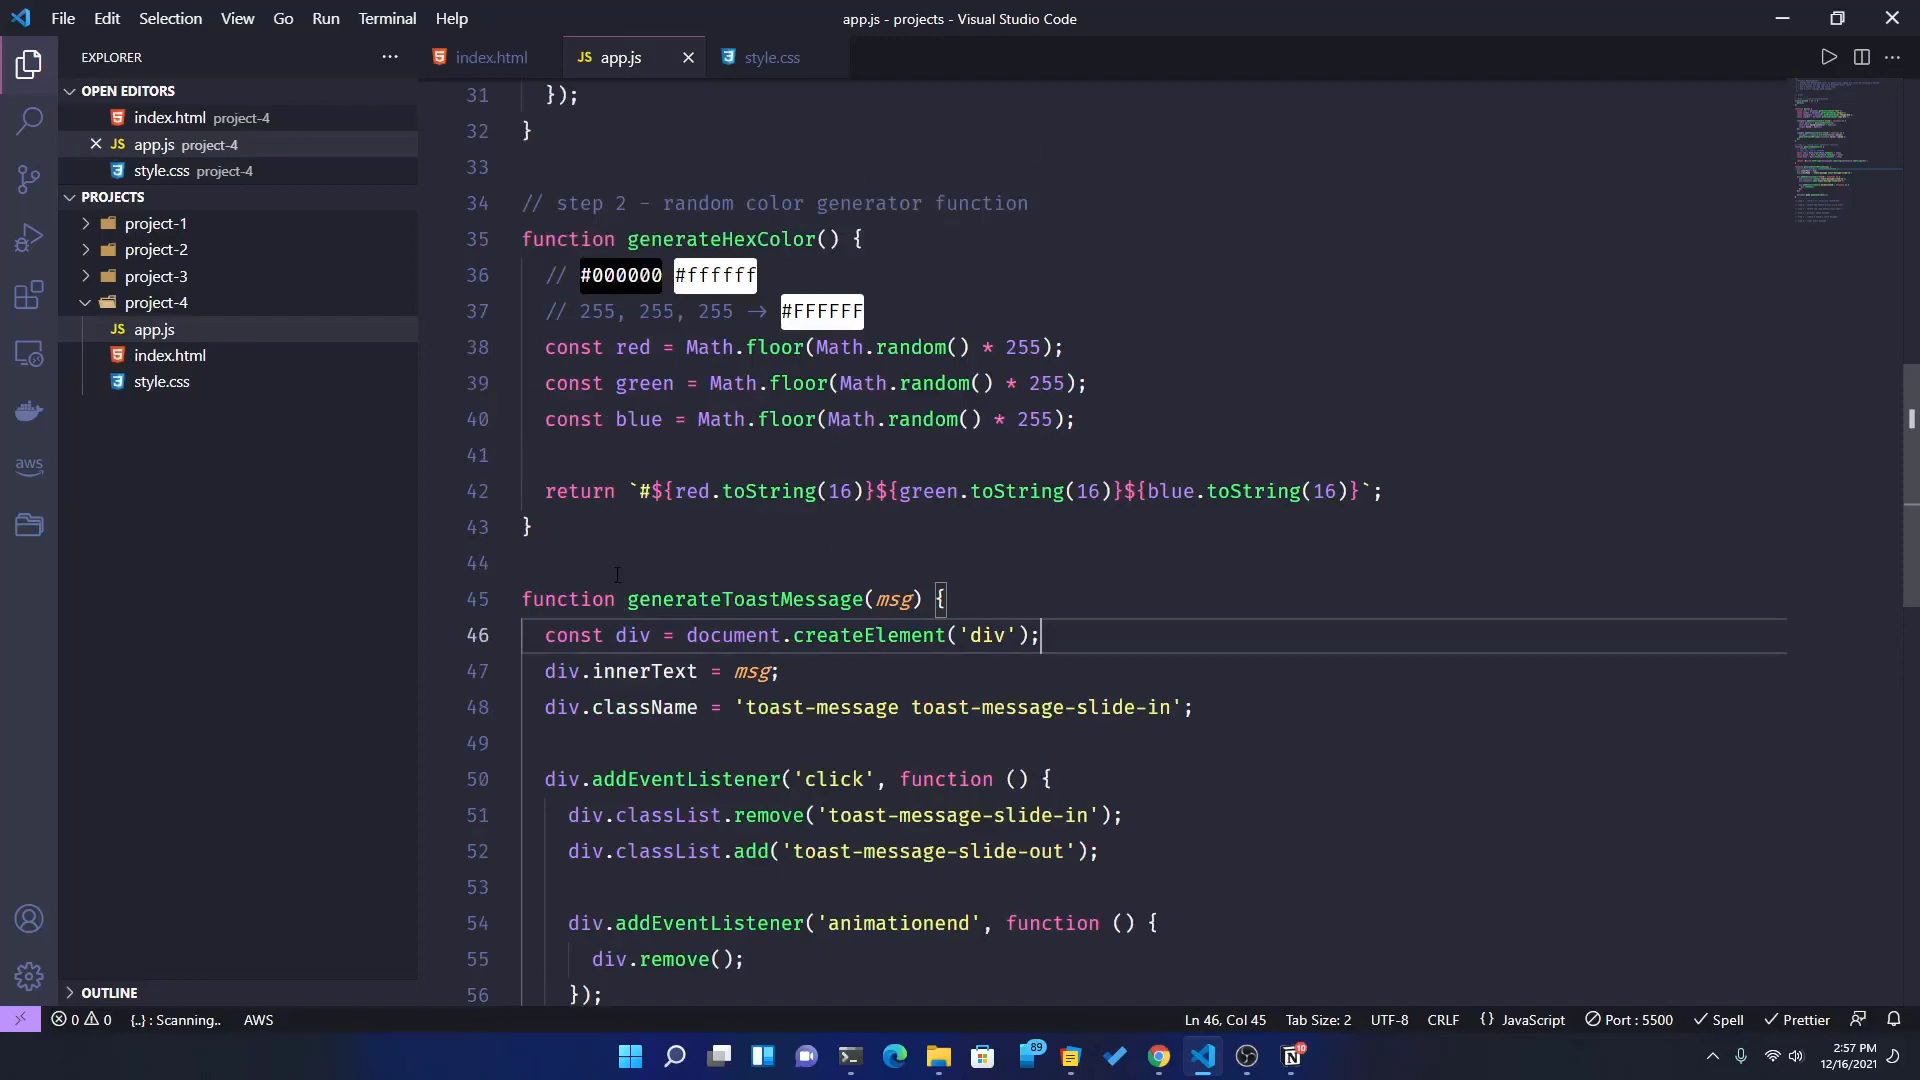 File Edit Selection View Go Run Terminal Help
app.js - projects - Visual Studio Code
EXPLORER
OPEN EDITORS
index.html project-4
app.js project-4
style.css project-4
PROJECTS
project-1
project-2
project-3
project-4
JS app.js
index.html
style.css
OUTLINE
aws
index.html
JS app.js
style.css
31 });
32 }
33
34 // step 2 - random color generator function
35 function generateHexColor() {
36 // #000000 #ffffff
37 // 255, 255, 255 -> #FFFFFF
38 const red = Math.floor(Math.random() * 255);
39 const green = Math.floor(Math.random() * 255);
40 const blue = Math.floor(Math.random() * 255);
41
42 return `#${red.toString(16)}${green.toString(16)}${blue.toString(16)}`;
43 }
44
45 function generateToastMessage(msg) {
46 const div = document.createElement('div');
47 div.innerText = msg;
48 div.className = 'toast-message toast-message-slide-in';
49
50 div.addEventListener('click', function () {
51 div.classList.remove('toast-message-slide-in');
52 div.classList.add('toast-message-slide-out');
53
54 div.addEventListener('animationend', function () {
55 div.remove();
56 });
0 0 {..} : Scanning.. AWS
Ln 46, Col 45 Tab Size: 2 UTF-8 CRLF {} JavaScript Port : 5500 Spell Prettier
89
10
2:57 PM
12/16/2021